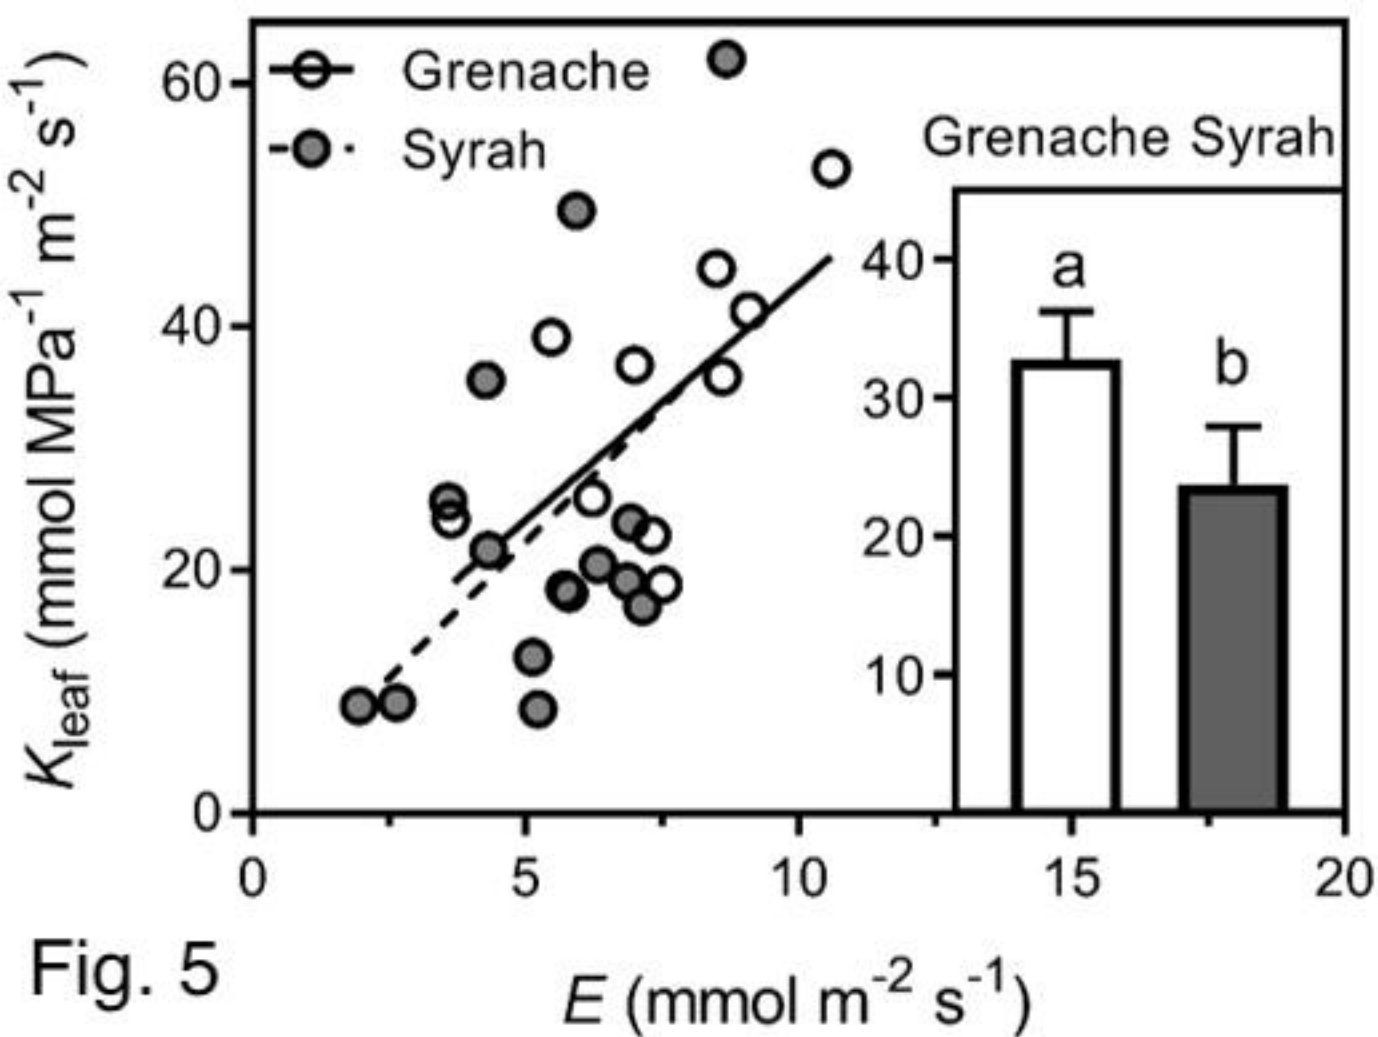 Grenache
Syrah
Grenache Syrah
a
b
40
30
20
10
60
40
20
0
0 5 10 15 20
K_leaf (mmol MPa⁻¹ m⁻² s⁻¹)
E (mmol m⁻² s⁻¹)
Fig. 5